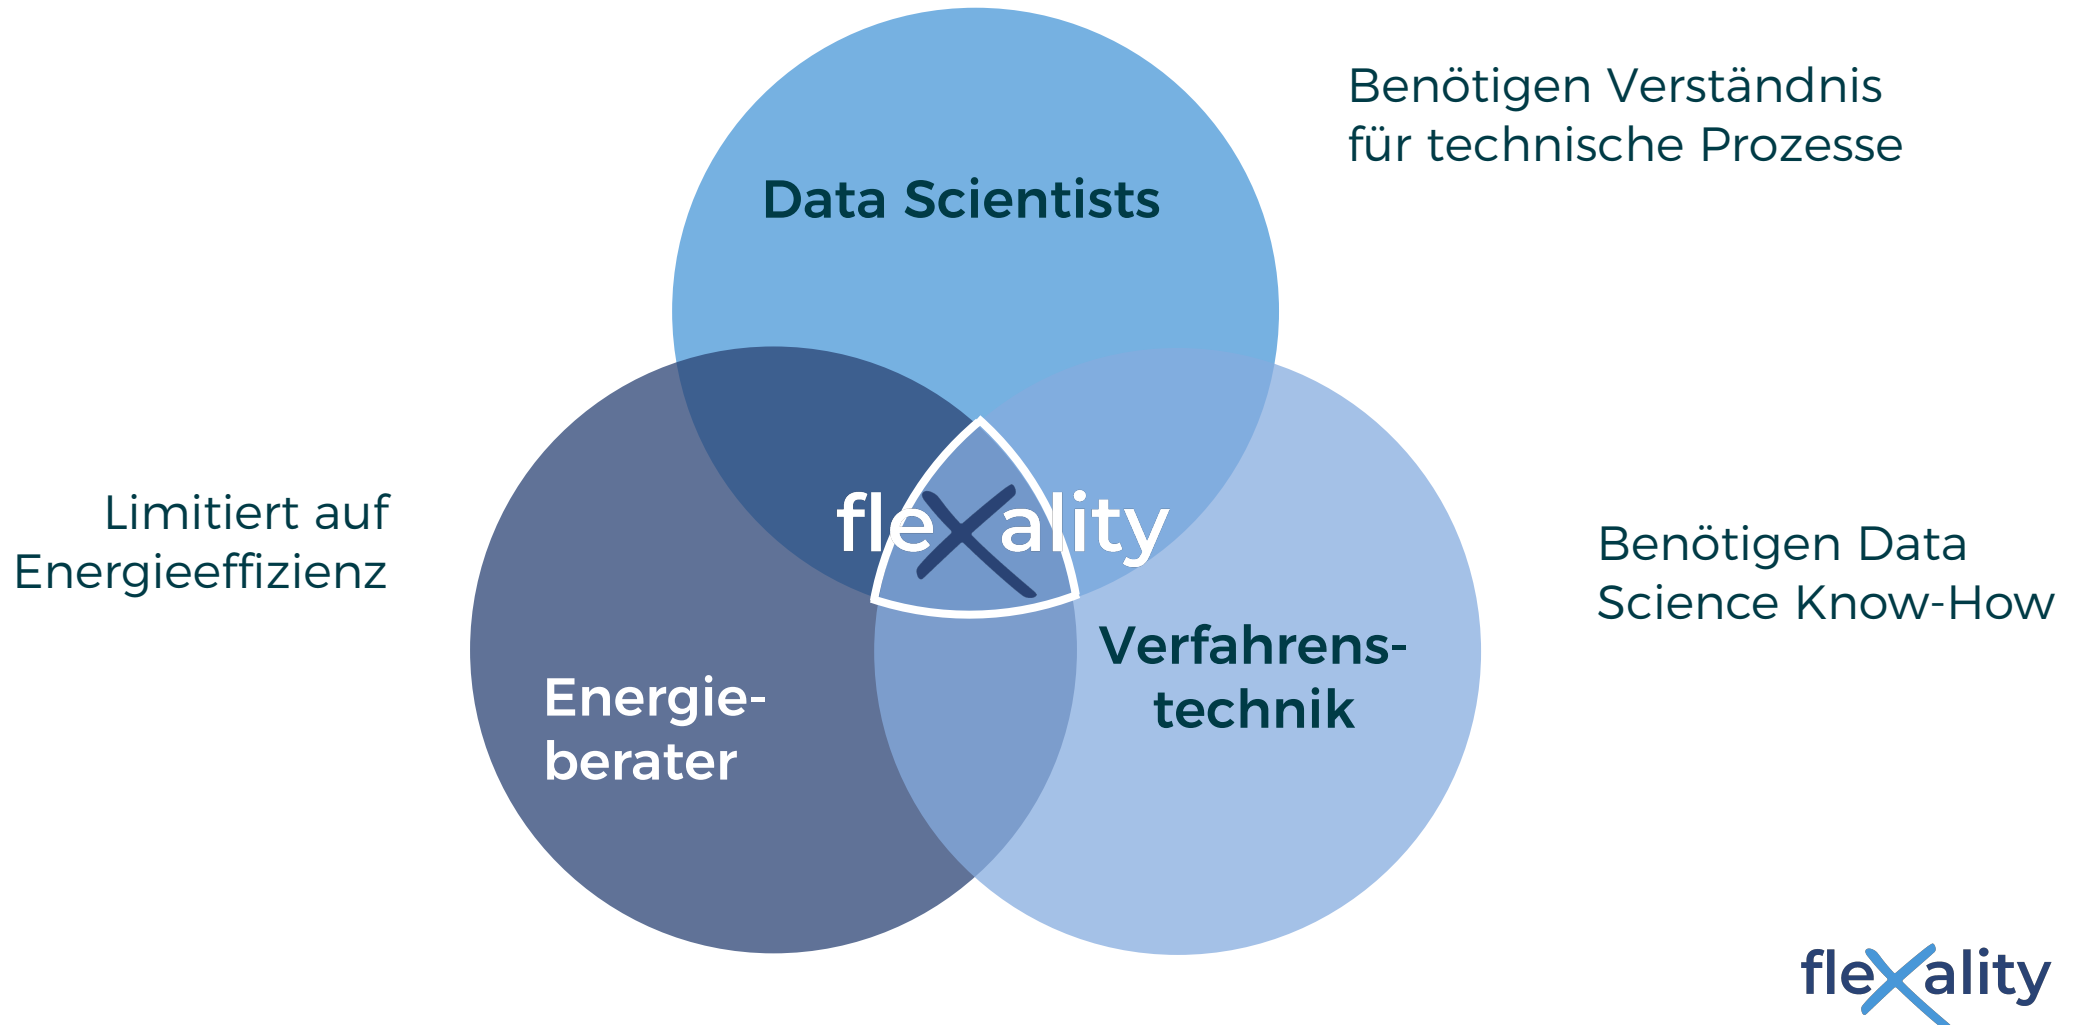 Benötigen Verständnis
für technische Prozesse
Data Scientists
Limitiert auf
Energieeffizienz
flexality
Benötigen Data
Science Know-How
Verfahrens-
technik
Energie-
berater
flexality